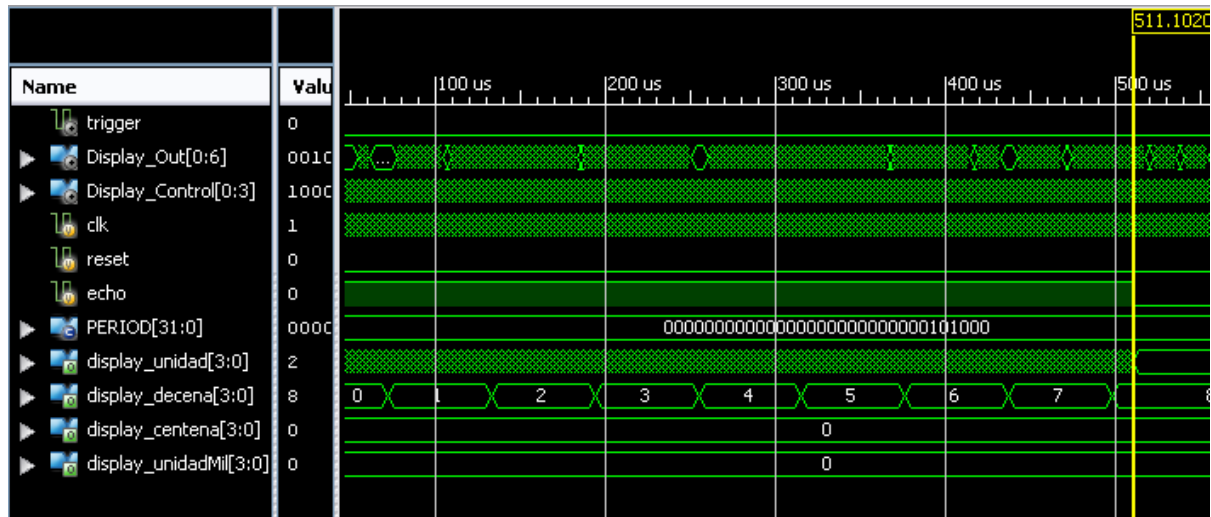 511.1020
Name Valu |100 us |200 us |300 us |400 us |500 us
trigger 0
Display_Out[0:6] 0010 ...
Display_Control[0:3] 1000
clk 1
reset 0
echo 0
PERIOD[31:0] 0000 00000000000000000000000000101000
display_unidad[3:0] 2
display_decena[3:0] 8 0 1 2 3 4 5 6 7 8
display_centena[3:0] 0 0
display_unidadMil[3:0] 0 0